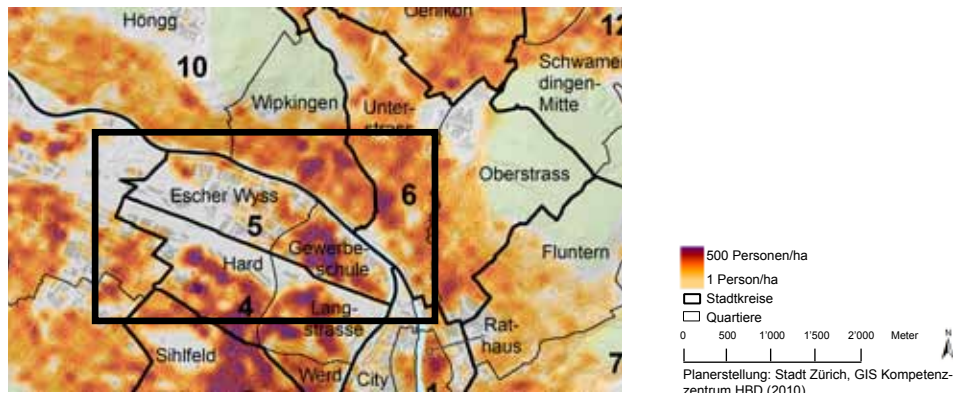 Höngg
Oerlikon
12
10
Schwamen-
dingen-
Mitte
Wipkingen
Unter-
strass
Oberstrass
Escher Wyss
6
5
Gewerbe-
schule
Fluntern
Hard
4
Lang-
strasse
Rat-
haus
Sihlfeld
7
Werd
City
1
500 Personen/ha
1 Person/ha
Stadtkreise
Quartiere
0 500 1'000 1'500 2'000 Meter
N
Planerstellung: Stadt Zürich, GIS Kompetenz-
zentrum HBD (2010)